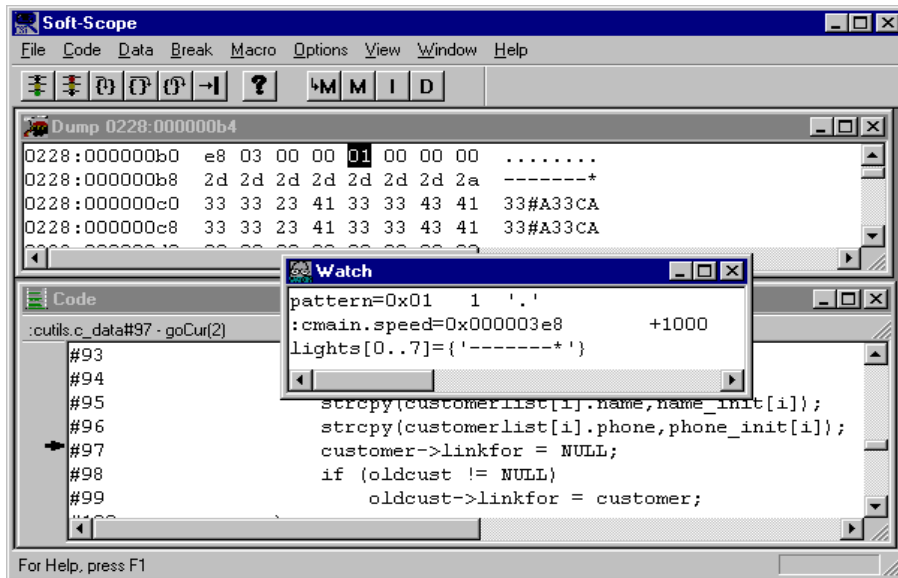 Soft-Scope
File Code Data Break Macro Options View Window Help
? M M I D
Dump 0228:000000b4
0228:000000b0 e8 03 00 00 01 00 00 00 ........
0228:000000b8 2d 2d 2d 2d 2d 2d 2d 2a -------*
0228:000000c0 33 33 23 41 33 33 43 41 33#A33CA
0228:000000c8 33 33 23 41 33 33 43 41 33#A33CA
Watch
pattern=0x01 1 '.'
:cmain.speed=0x000003e8 +1000
lights[0..7]={'-------*'}
Code
:cutils.c_data#97 - goCur(2)
#93
#94
#95 strcpy(customerlist[i].name,name_init[i]);
#96 strcpy(customerlist[i].phone,phone_init[i]);
#97 customer->linkfor = NULL;
#98 if (oldcust != NULL)
#99 oldcust->linkfor = customer;
For Help, press F1